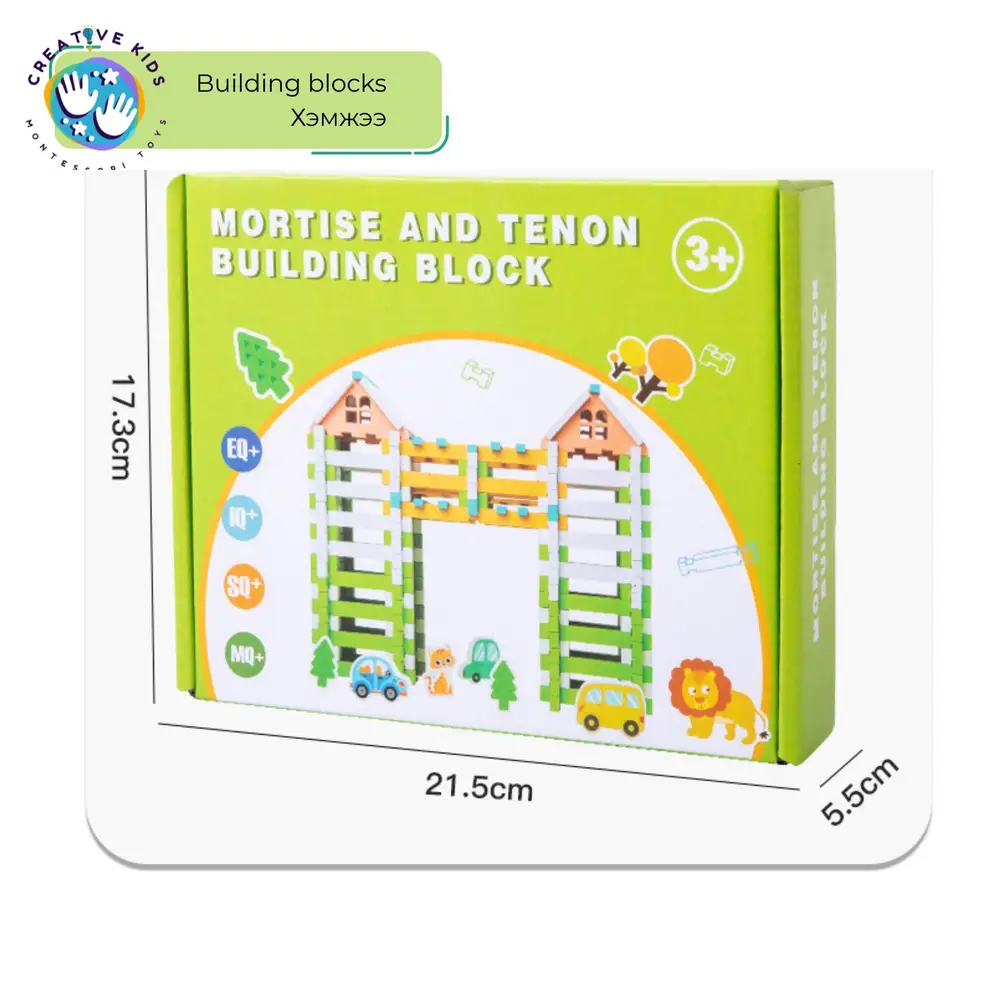 CREATIVE KIDS
MONTESSORI TOYS
Building blocks
Хэмжээ
MORTISE AND TENON
BUILDING BLOCK
3+
EQ+
IQ+
SQ+
MQ+
MORTISE AND TENON
BUILDING BLOCK
17.3cm
21.5cm
5.5cm